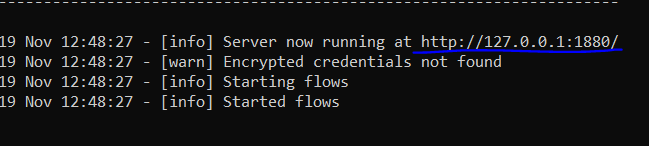 19 Nov 12:48:27 - [info] Server now running at http://127.0.0.1:1880/
19 Nov 12:48:27 - [warn] Encrypted credentials not found
19 Nov 12:48:27 - [info] Starting flows
19 Nov 12:48:27 - [info] Started flows